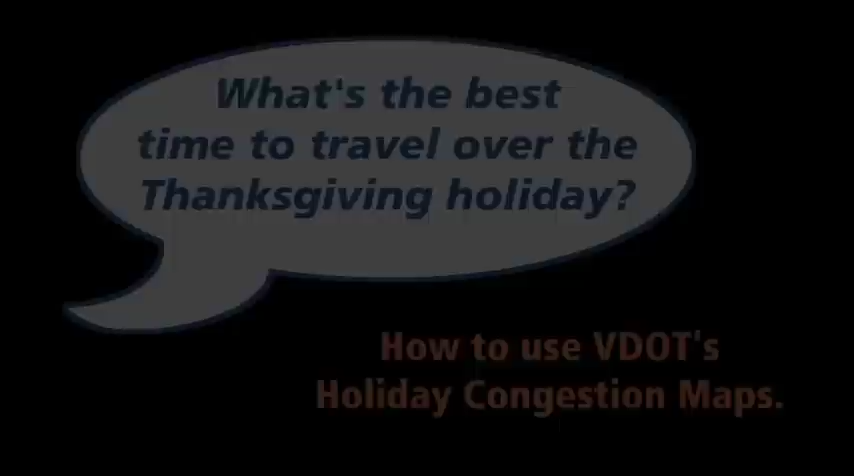 What's the best
time to travel over the
Thanksgiving holiday?
How to use VDOT's
Holiday Congestion Maps.